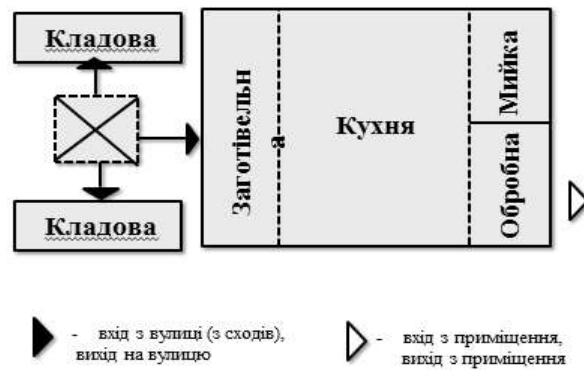 Кладова
Кладова
Заготівельн
а
Кухня
Мийка
Обробна
- вхід з вулиці (з сходів),
вихід на вулицю
- вхід з приміщення,
вихід з приміщення